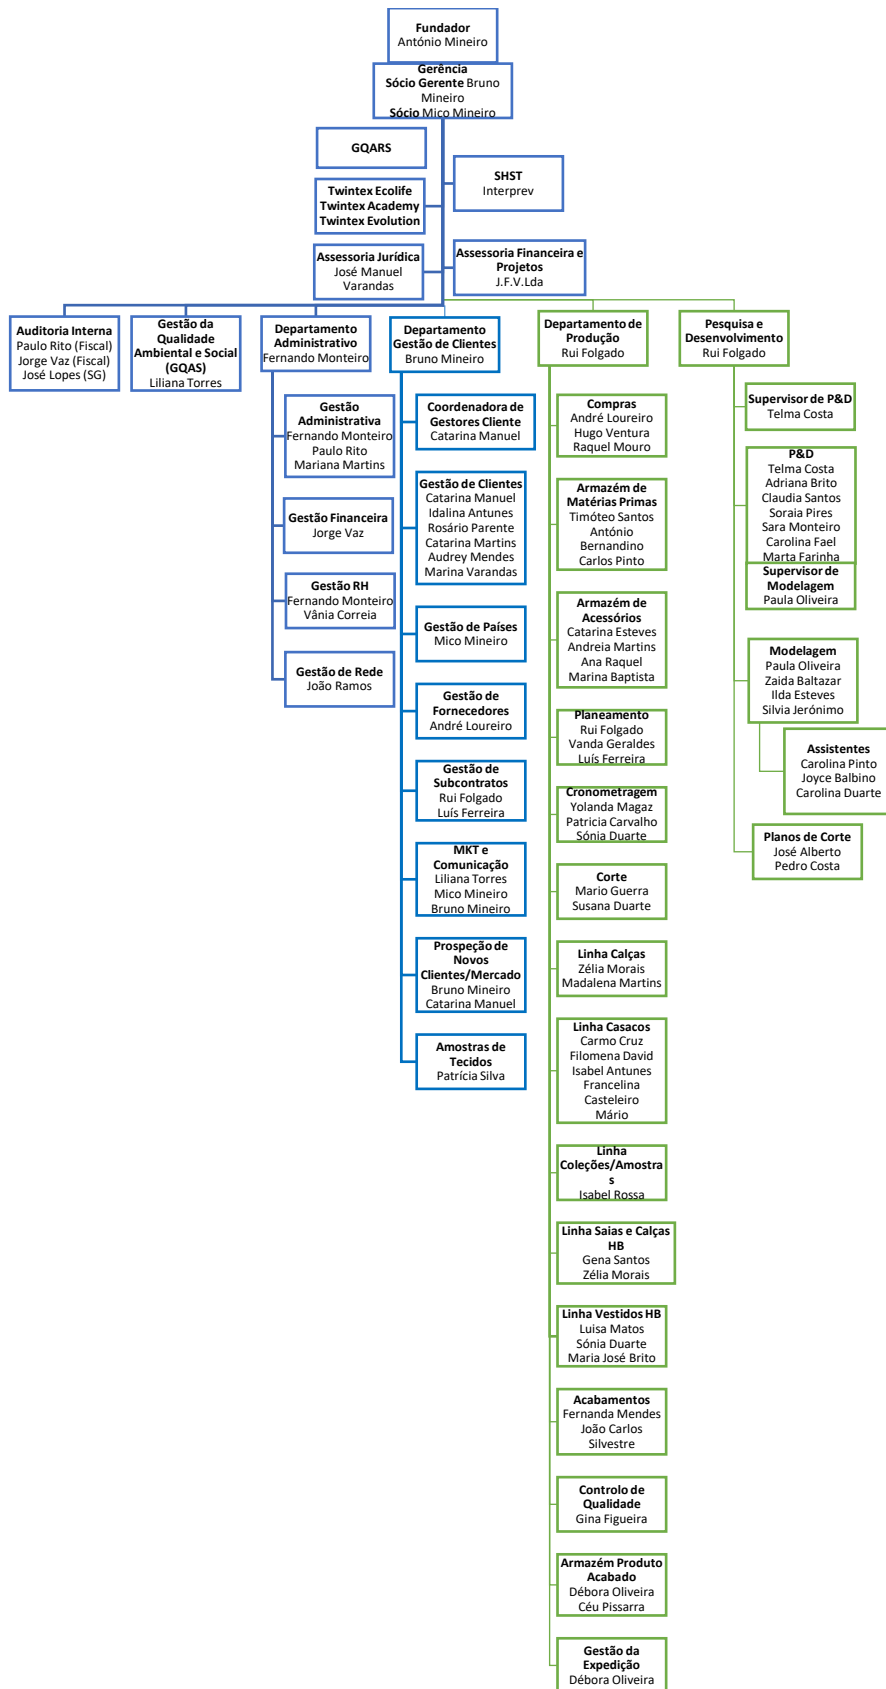 Fundador
António Mineiro
Gerência
Sócio Gerente Bruno
Mineiro
Sócio Mico Mineiro
GQARS
SHST
Interprev
Twintex Ecolife
Twintex Academy
Twintex Evolution
Assessoria Jurídica
José Manuel
Varandas
Assessoria Financeira e
Projetos
J.F.V.Lda
Auditoria Interna
Paulo Rito (Fiscal)
Jorge Vaz (Fiscal)
José Lopes (SG)
Gestão da
Qualidade
Ambiental e Social
(GQAS)
Liliana Torres
Departamento
Administrativo
Fernando Monteiro
Gestão
Administrativa
Fernando Monteiro
Paulo Rito
Mariana Martins
Gestão Financeira
Jorge Vaz
Gestão RH
Fernando Monteiro
Vânia Correia
Gestão de Rede
João Ramos
Departamento
Gestão de Clientes
Bruno Mineiro
Coordenadora de
Gestores Cliente
Catarina Manuel
Gestão de Clientes
Catarina Manuel
Idalina Antunes
Rosário Parente
Catarina Martins
Audrey Mendes
Marina Varandas
Gestão de Países
Mico Mineiro
Gestão de
Fornecedores
André Loureiro
Gestão de
Subcontratos
Rui Folgado
Luís Ferreira
MKT e
Comunicação
Liliana Torres
Mico Mineiro
Bruno Mineiro
Prospeção de
Novos
Clientes/Mercado
Bruno Mineiro
Catarina Manuel
Amostras de
Tecidos
Patrícia Silva
Departamento de
Produção
Rui Folgado
Compras
André Loureiro
Hugo Ventura
Raquel Mouro
Armazém de
Matérias Primas
Timóteo Santos
António
Bernandino
Carlos Pinto
Armazém de
Acessórios
Catarina Esteves
Andreia Martins
Ana Raquel
Marina Baptista
Planeamento
Rui Folgado
Vanda Geraldes
Luís Ferreira
Cronometragem
Yolanda Magaz
Patricia Carvalho
Sónia Duarte
Corte
Mario Guerra
Susana Duarte
Linha Calças
Zélia Morais
Madalena Martins
Linha Casacos
Carmo Cruz
Filomena David
Isabel Antunes
Francelina
Casteleiro
Mário
Linha
Coleções/Amostra
s
Isabel Rossa
Linha Saias e Calças
HB
Gena Santos
Zélia Morais
Linha Vestidos HB
Luisa Matos
Sónia Duarte
Maria José Brito
Acabamentos
Fernanda Mendes
João Carlos
Silvestre
Controlo de
Qualidade
Gina Figueira
Armazém Produto
Acabado
Débora Oliveira
Céu Pissarra
Gestão da
Expedição
Débora Oliveira
Pesquisa e
Desenvolvimento
Rui Folgado
Supervisor de P&D
Telma Costa
P&D
Telma Costa
Adriana Brito
Claudia Santos
Soraia Pires
Sara Monteiro
Carolina Fael
Marta Farinha
Supervisor de
Modelagem
Paula Oliveira
Modelagem
Paula Oliveira
Zaida Baltazar
Ilda Esteves
Silvia Jerónimo
Assistentes
Carolina Pinto
Joyce Balbino
Carolina Duarte
Planos de Corte
José Alberto
Pedro Costa